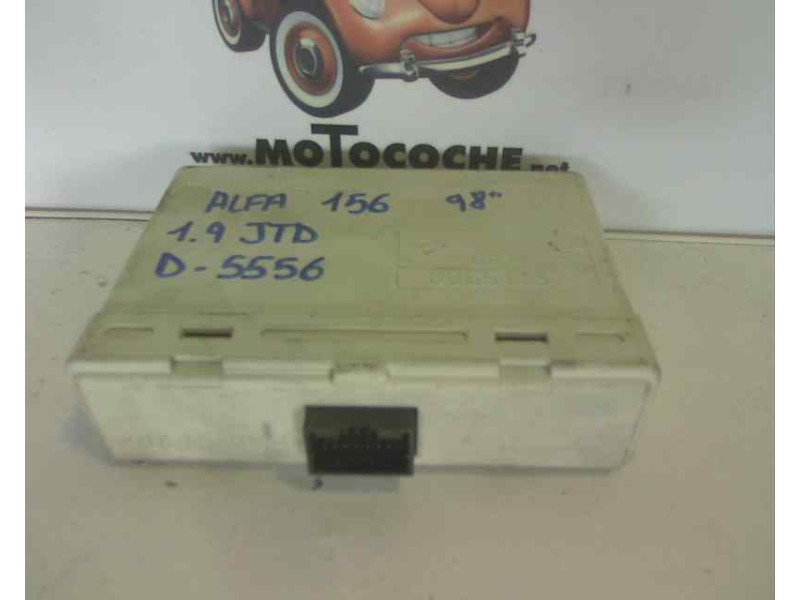 www.MOTOCOCHE.net
ALFA 156 98"
1.9 JTD
D-5556